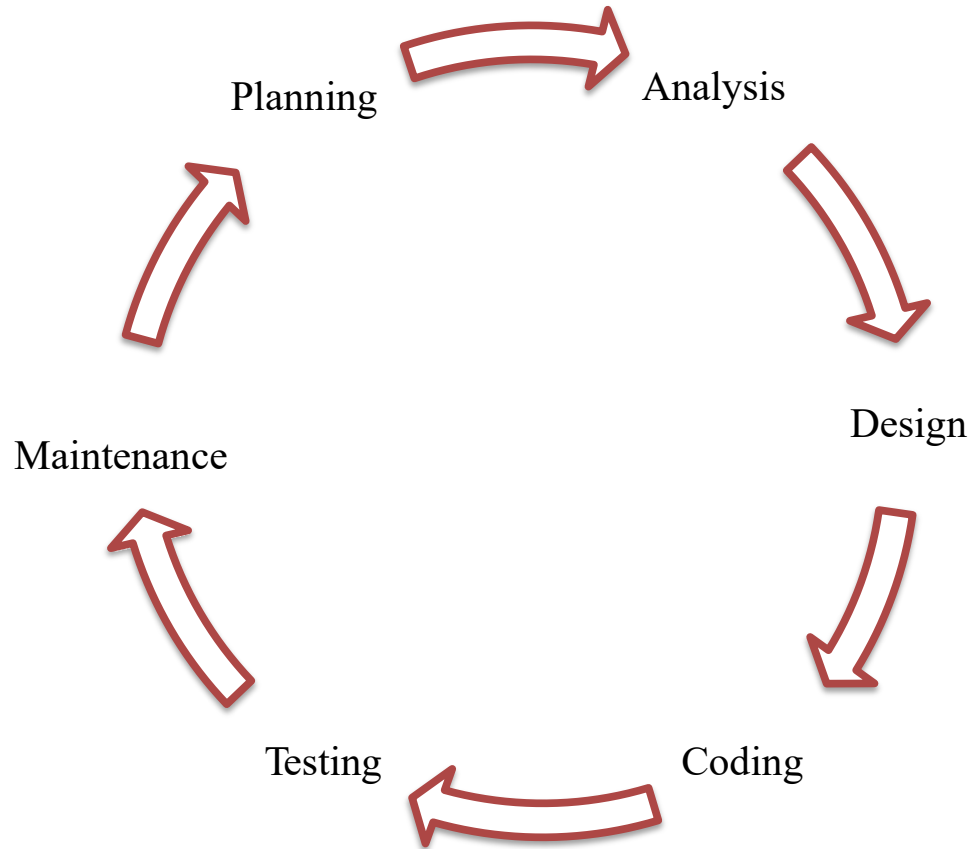 Planning
Analysis
Design
Coding
Testing
Maintenance